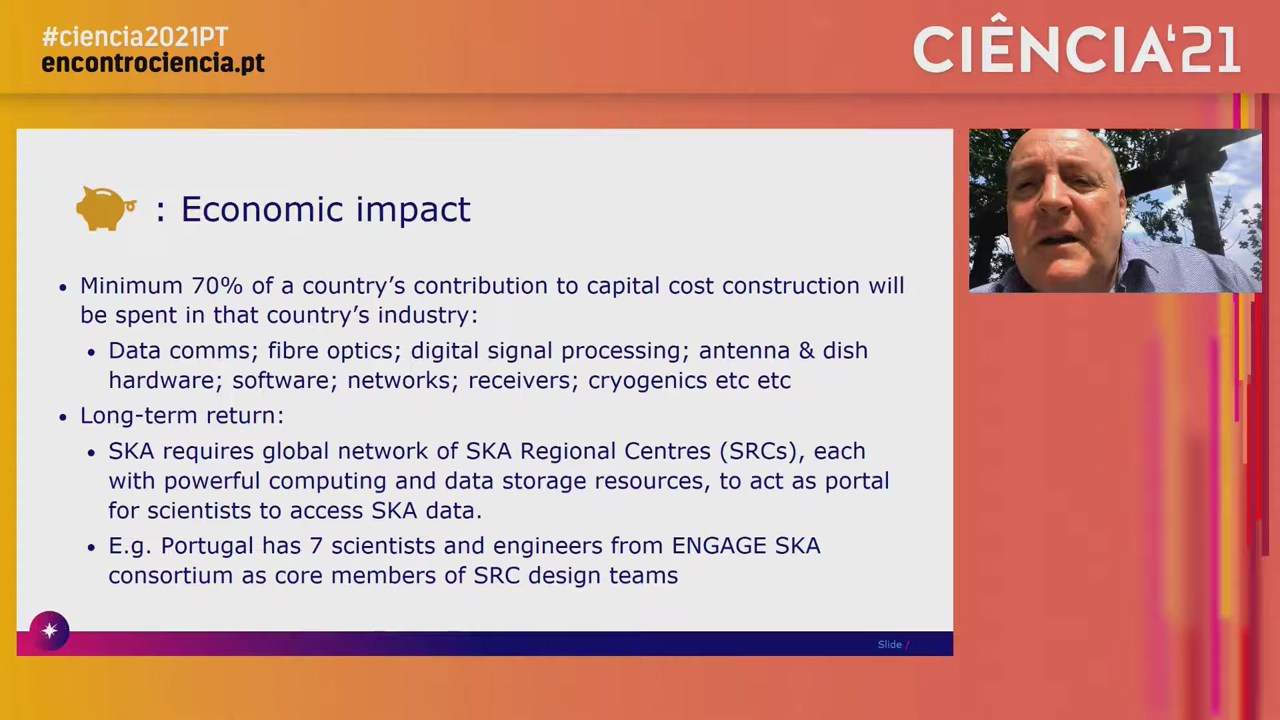 #ciencia2021PT
encontrociencia.pt
CIÊNCIA'21
: Economic impact
• Minimum 70% of a country’s contribution to capital cost construction will
be spent in that country’s industry:
• Data comms; fibre optics; digital signal processing; antenna & dish
hardware; software; networks; receivers; cryogenics etc etc
• Long-term return:
• SKA requires global network of SKA Regional Centres (SRCs), each
with powerful computing and data storage resources, to act as portal
for scientists to access SKA data.
• E.g. Portugal has 7 scientists and engineers from ENGAGE SKA
consortium as core members of SRC design teams
Slide /